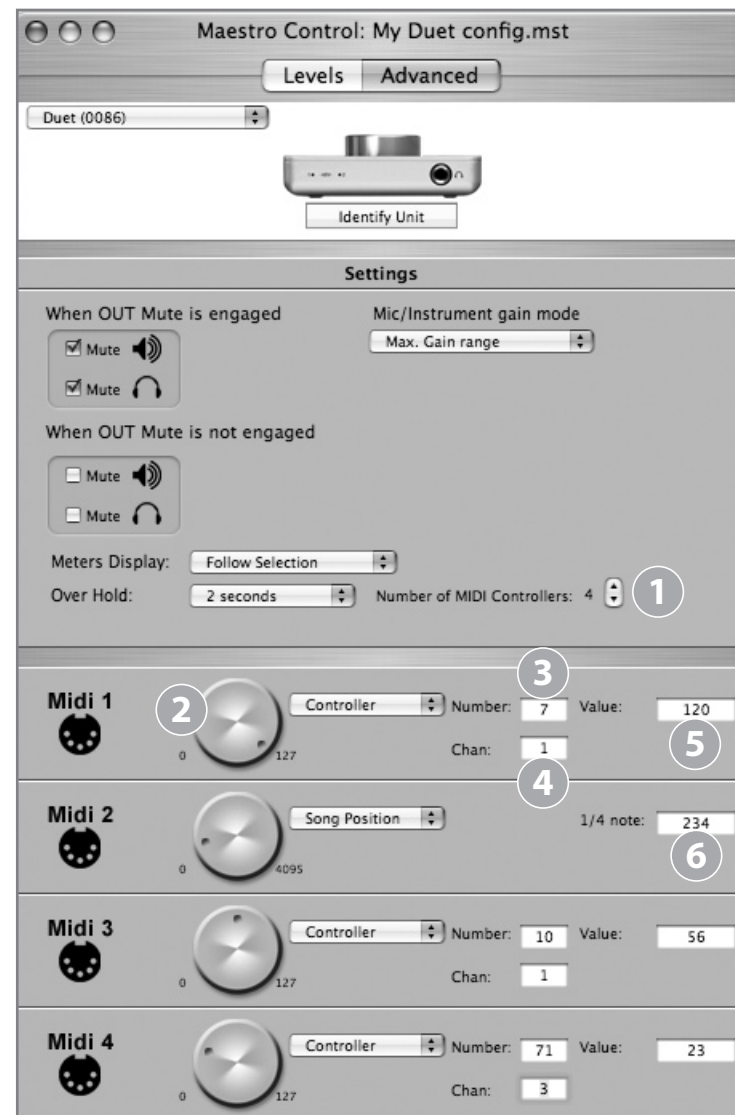 Maestro Control: My Duet config.mst
Levels Advanced
Duet (0086)
Identify Unit
Settings
When OUT Mute is engaged Mic/Instrument gain mode
Mute Max. Gain range
Mute
When OUT Mute is not engaged
Mute
Mute
Meters Display: Follow Selection
Over Hold: 2 seconds Number of MIDI Controllers: 4 1
3
Midi 1 2 Controller Number: 7 Value: 120
0 127 Chan: 1 5
4
Midi 2 Song Position 1/4 note: 234
0 4095 6
Midi 3 Controller Number: 10 Value: 56
0 127 Chan: 1
Midi 4 Controller Number: 71 Value: 23
0 127 Chan: 3